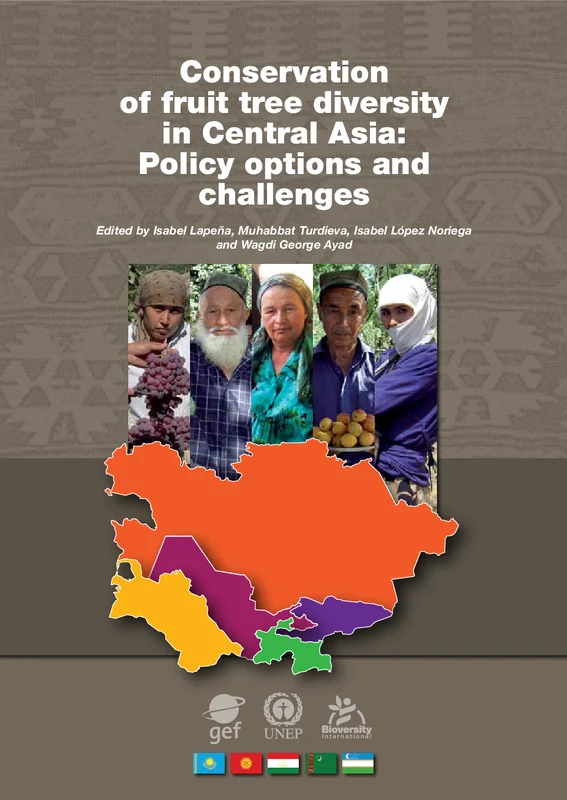 Conservation
of fruit tree diversity
in Central Asia:
Policy options and
challenges
Edited by Isabel Lapeña, Muhabbat Turdieva, Isabel López Noriega
and Wagdi George Ayad
gef
UNEP
Bioversity
International